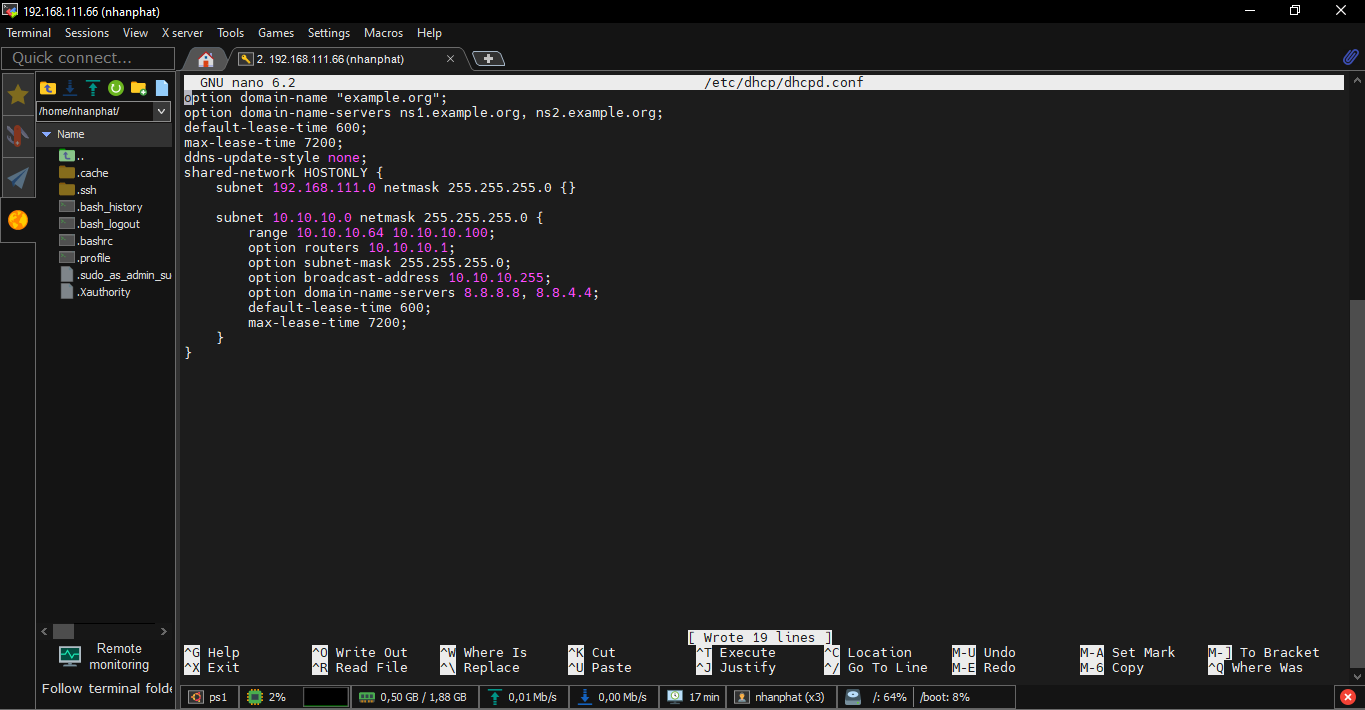 192.168.111.66 (nhanphat)
Terminal Sessions View X server Tools Games Settings Macros Help
Quick connect...
2. 192.168.111.66 (nhanphat)
/home/nhanphat/
Name
..
.cache
.ssh
.bash_history
.bash_logout
.bashrc
.profile
.sudo_as_admin_su
.Xauthority
Remote
monitoring
Follow terminal folde
GNU nano 6.2 /etc/dhcp/dhcpd.conf
option domain-name "example.org";
option domain-name-servers ns1.example.org, ns2.example.org;
default-lease-time 600;
max-lease-time 7200;
ddns-update-style none;
shared-network HOSTONLY {
    subnet 192.168.111.0 netmask 255.255.255.0 {}

    subnet 10.10.10.0 netmask 255.255.255.0 {
        range 10.10.10.64 10.10.10.100;
        option routers 10.10.10.1;
        option subnet-mask 255.255.255.0;
        option broadcast-address 10.10.10.255;
        option domain-name-servers 8.8.8.8, 8.8.4.4;
        default-lease-time 600;
        max-lease-time 7200;
    }
}
[ Wrote 19 lines ]
^G Help ^O Write Out ^W Where Is ^K Cut ^T Execute ^C Location M-U Undo M-A Set Mark M-] To Bracket
^X Exit ^R Read File ^\ Replace ^U Paste ^J Justify ^/ Go To Line M-E Redo M-6 Copy ^Q Where Was
ps1 2% 0,50 GB / 1,88 GB 0,01 Mb/s 0,00 Mb/s 17 min nhanphat (x3) /: 64% /boot: 8%